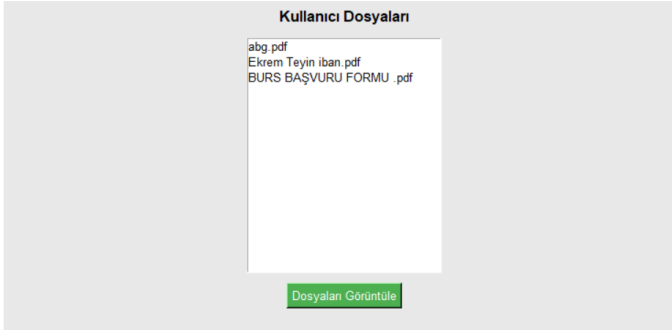 Kullanıcı Dosyaları
abg.pdf
Ekrem Teyin iban.pdf
BURS BAŞVURU FORMU .pdf
Dosyaları Görüntüle